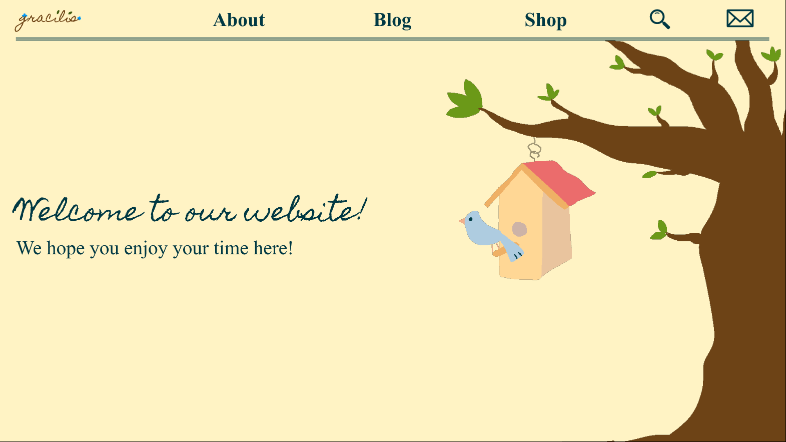 gracilis
About
Blog
Shop
Welcome to our website!
We hope you enjoy your time here!